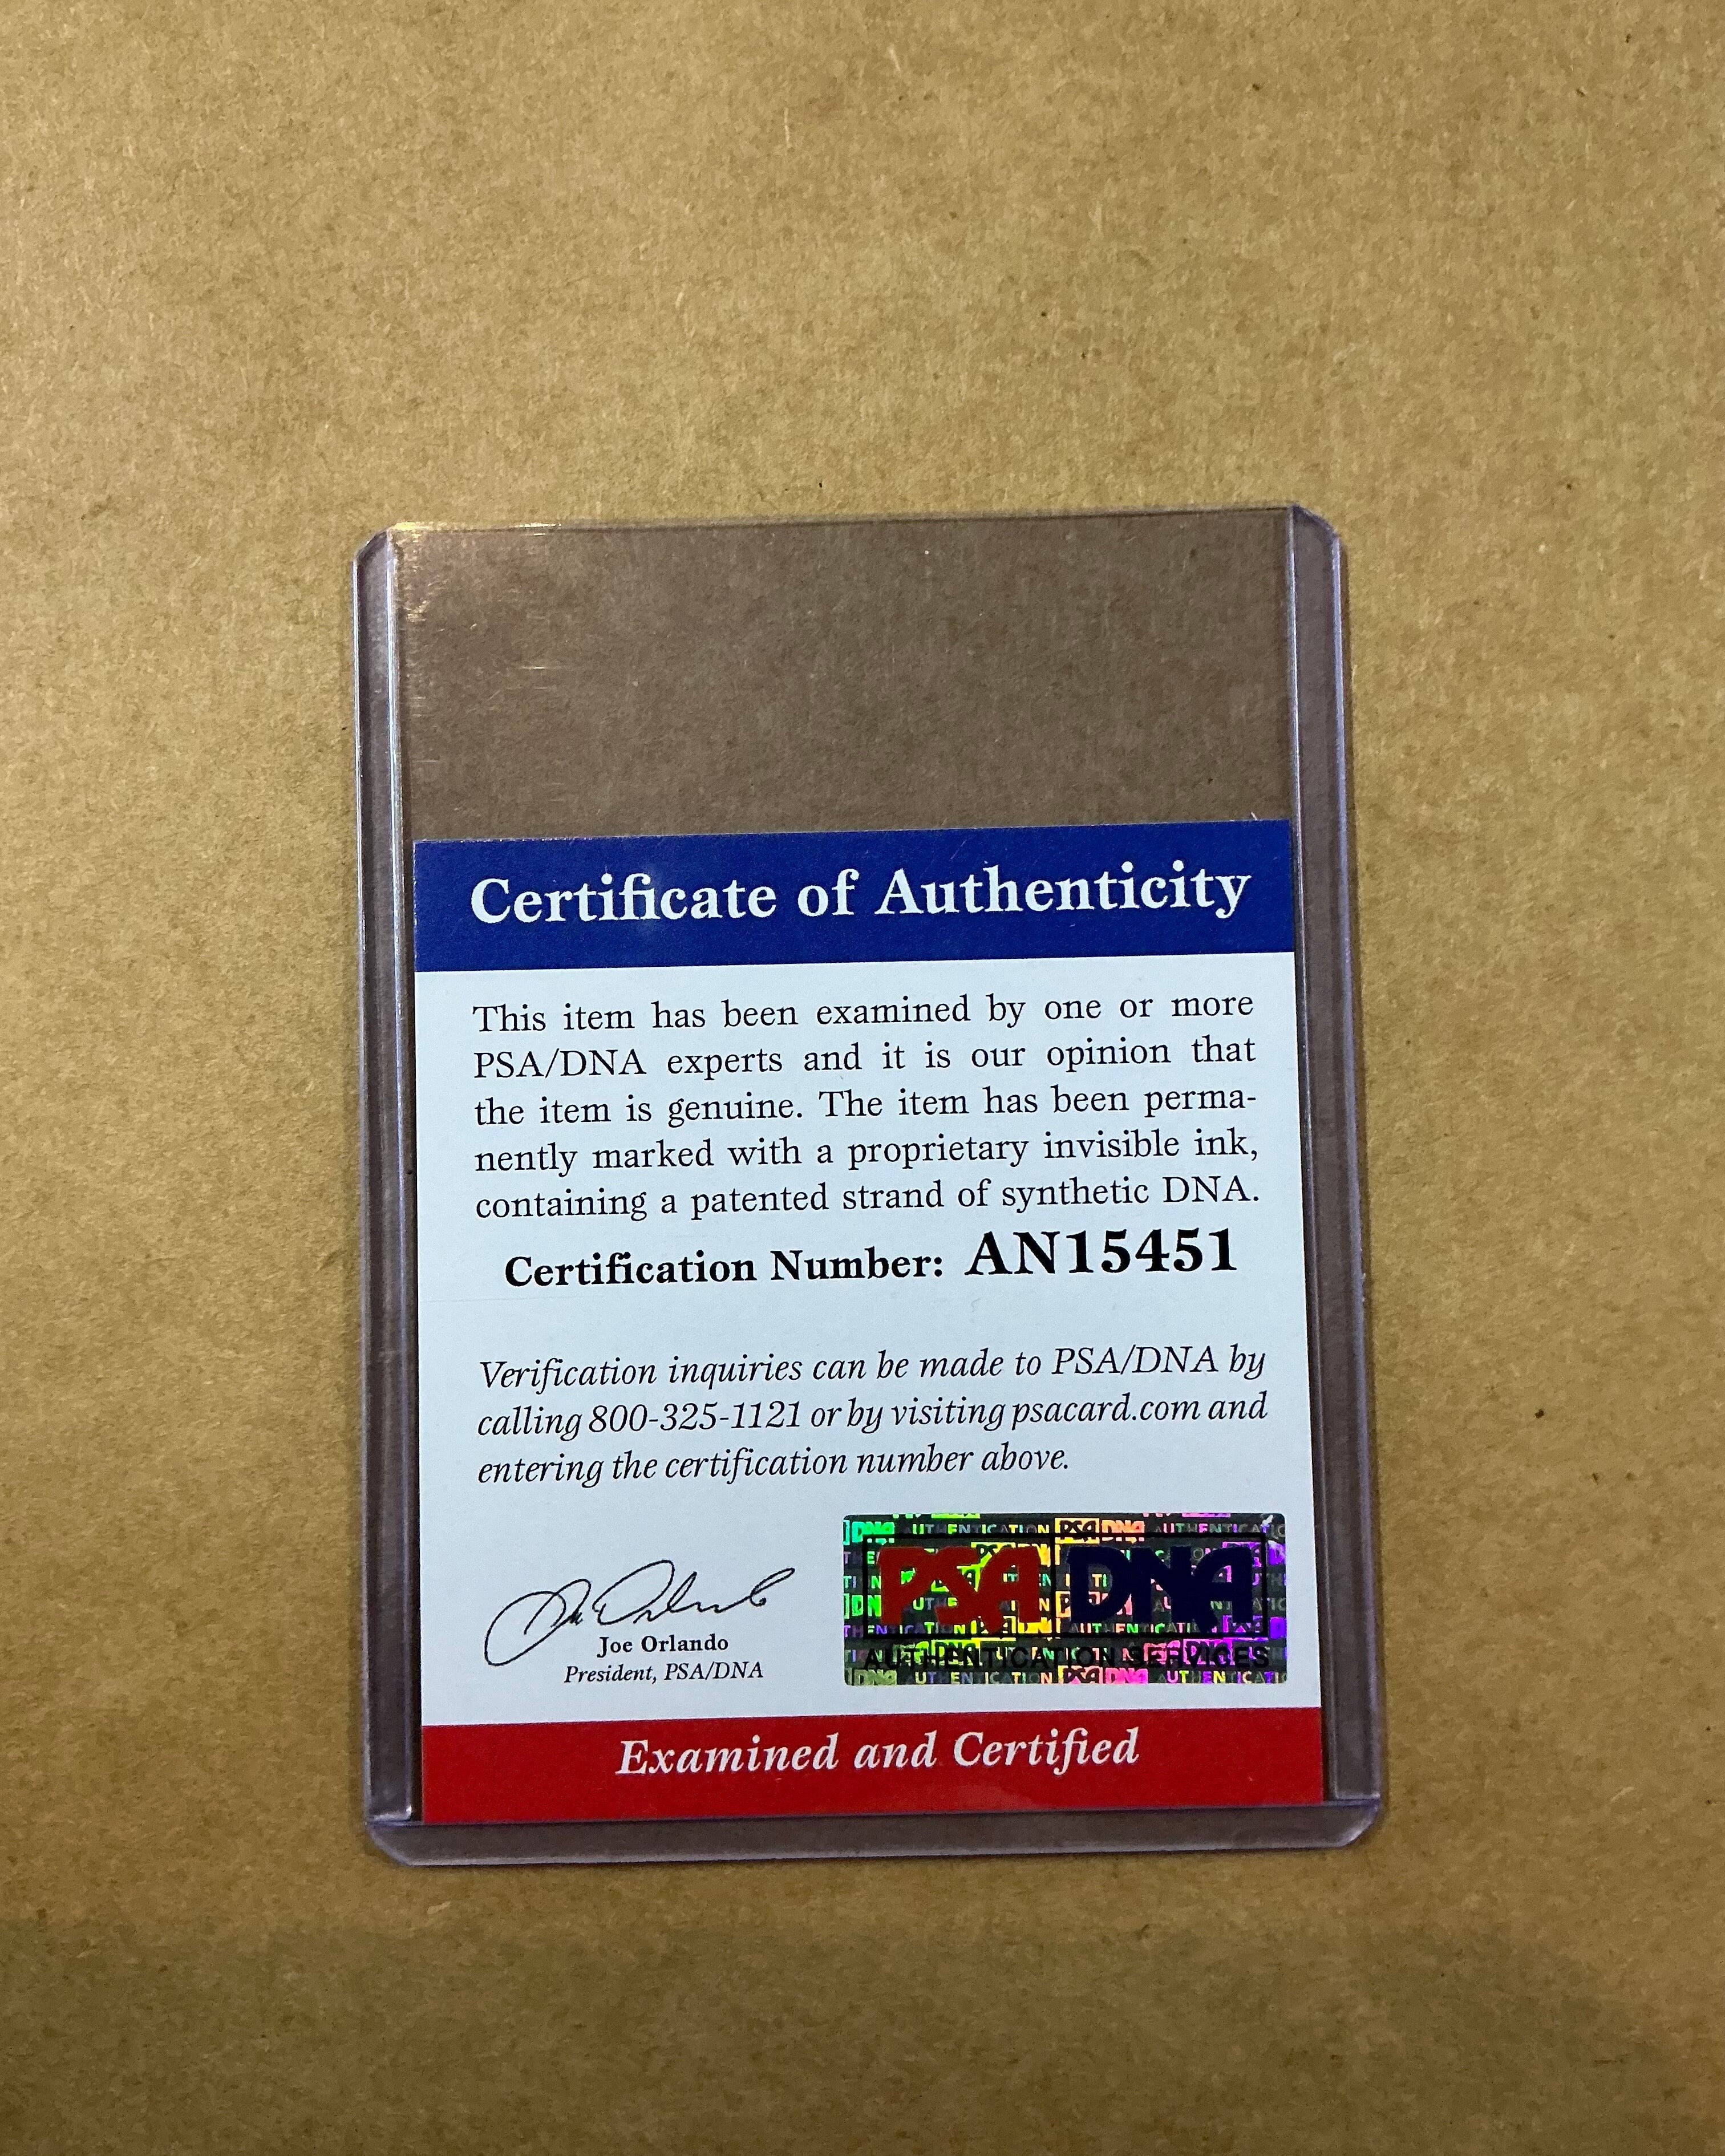 Certificate of Authenticity
This item has been examined by one or more
PSA/DNA experts and it is our opinion that
the item is genuine. The item has been perma-
nently marked with a proprietary invisible ink,
containing a patented strand of synthetic DNA.
Certification Number: AN15451
Verification inquiries can be made to PSA/DNA by
calling 800-325-1121 or by visiting psacard.com and
entering the certification number above.
Joe Orlando
President, PSA/DNA
PSA DNA
AUTHENTICATION SERVICES
Examined and Certified